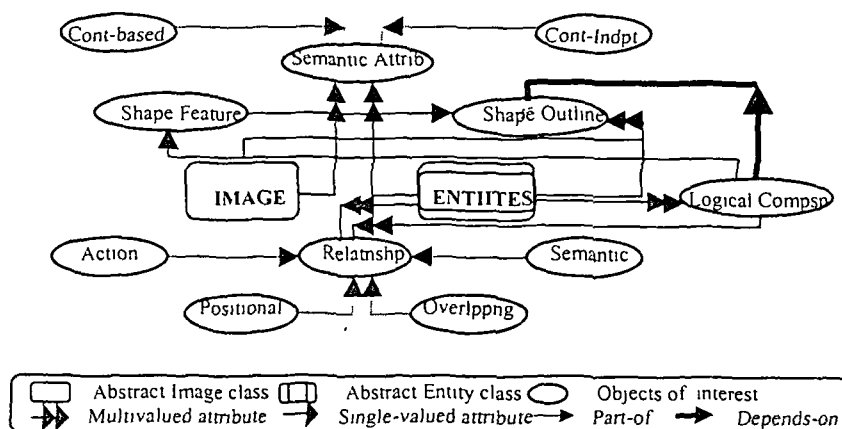 Cont-based Cont-Indpt
Semantic Attrib
Shape Feature Shape Outline
IMAGE ENTIITES Logical Compsn
Action Relatnshp Semantic
Positional Overlppng
Abstract Image class Abstract Entity class Objects of interest
Multivalued attribute Single-valued attribute Part-of Depends-on